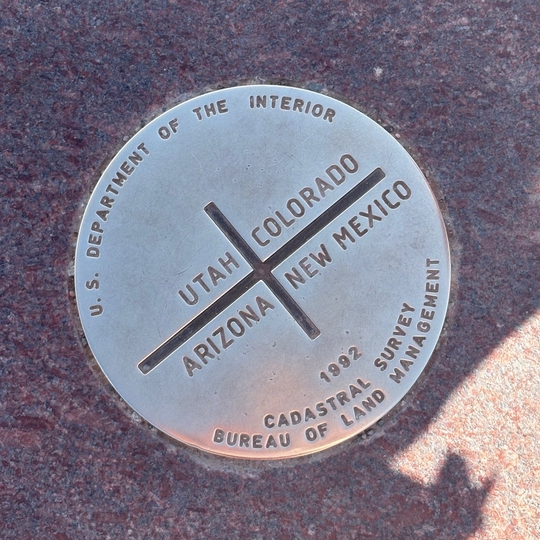 U.S. DEPARTMENT OF THE INTERIOR
UTAH COLORADO
ARIZONA NEW MEXICO
1992
CADASTRAL SURVEY
BUREAU OF LAND MANAGEMENT